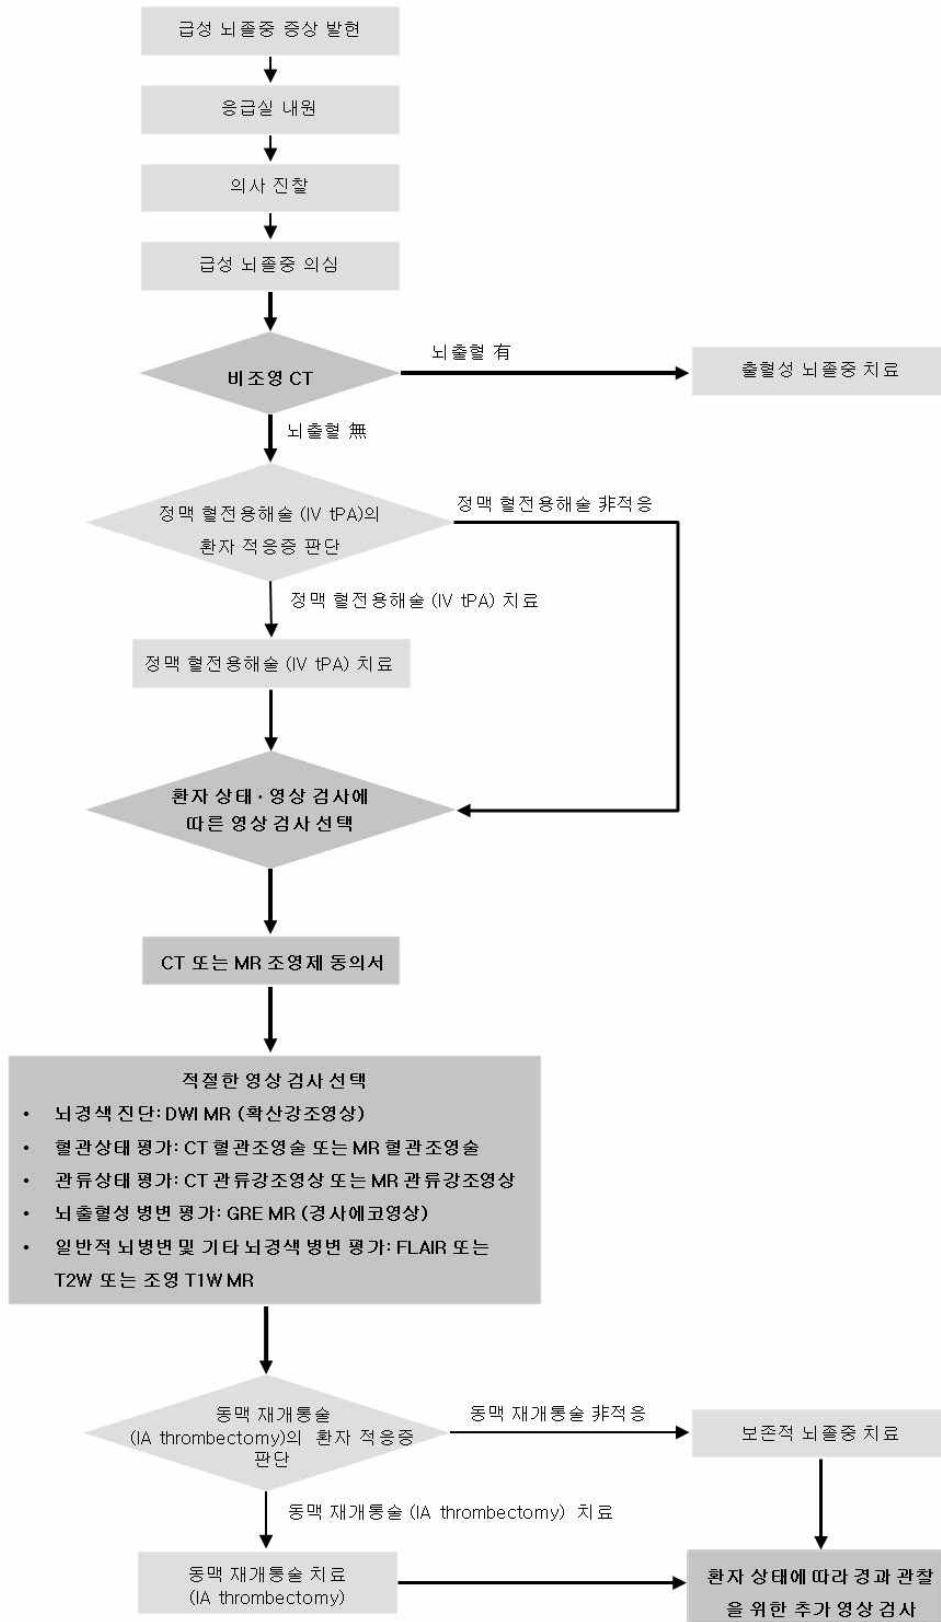 급성 뇌졸중 증상 발현
응급실 내원
의사 진찰
급성 뇌졸중 의심
비조영 CT
뇌출혈 有
출혈성 뇌졸중 치료
뇌출혈 無
정맥 혈전용해술 (IV tPA)의
환자 적응증 판단
정맥 혈전용해술 非적응
정맥 혈전용해술 (IV tPA) 치료
정맥 혈전용해술 (IV tPA) 치료
환자 상태 · 영상 검사에
따른 영상 검사 선택
CT 또는 MR 조영제 동의서
적절한 영상 검사 선택
• 뇌경색 진단: DWI MR (확산강조영상)
• 혈관상태 평가: CT 혈관조영술 또는 MR 혈관조영술
• 관류상태 평가: CT 관류강조영상 또는 MR 관류강조영상
• 뇌출혈성 병변 평가: GRE MR (경사에코영상)
• 일반적 뇌병변 및 기타 뇌경색 병변 평가: FLAIR 또는
T2W 또는 조영 T1W MR
동맥 재개통술
(IA thrombectomy)의 환자 적응증
판단
동맥 재개통술 非적응
보존적 뇌졸중 치료
동맥 재개통술 (IA thrombectomy) 치료
동맥 재개통술 치료
(IA thrombectomy)
환자 상태에 따라 경과 관찰
을 위한 추가 영상 검사